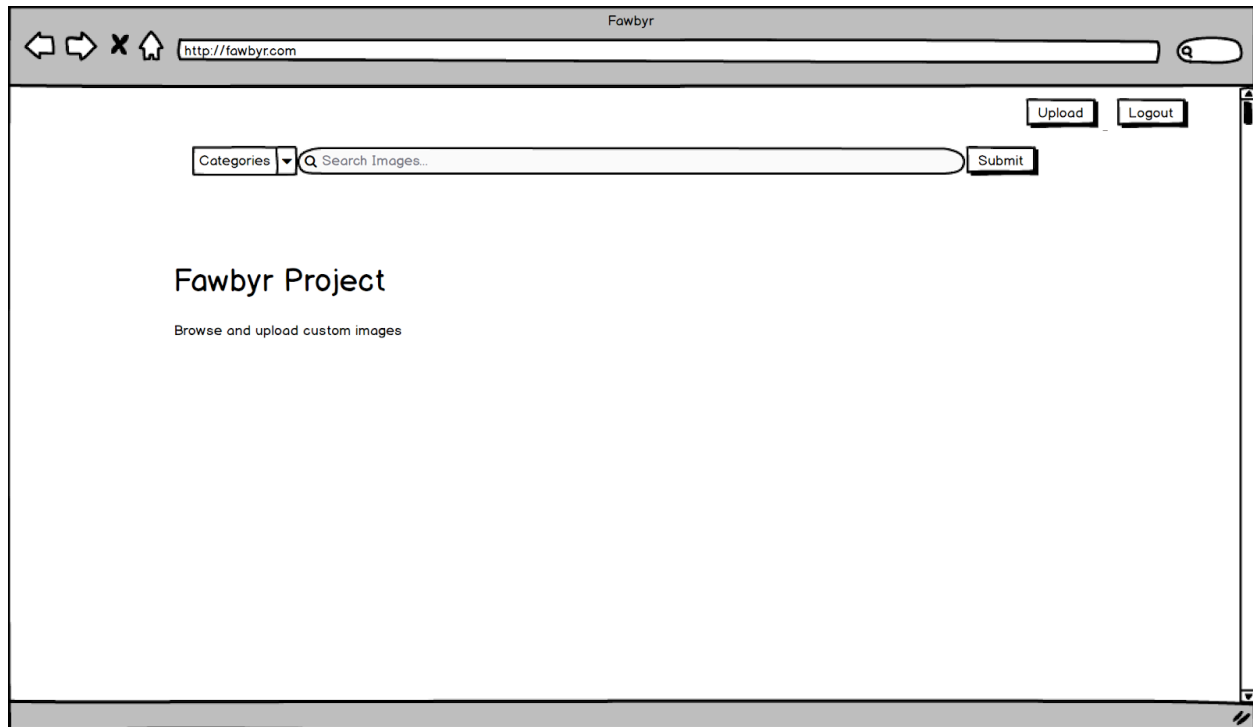 Fawbyr
http://fawbyr.com
Upload Logout
Categories Search Images... Submit
Fawbyr Project
Browse and upload custom images